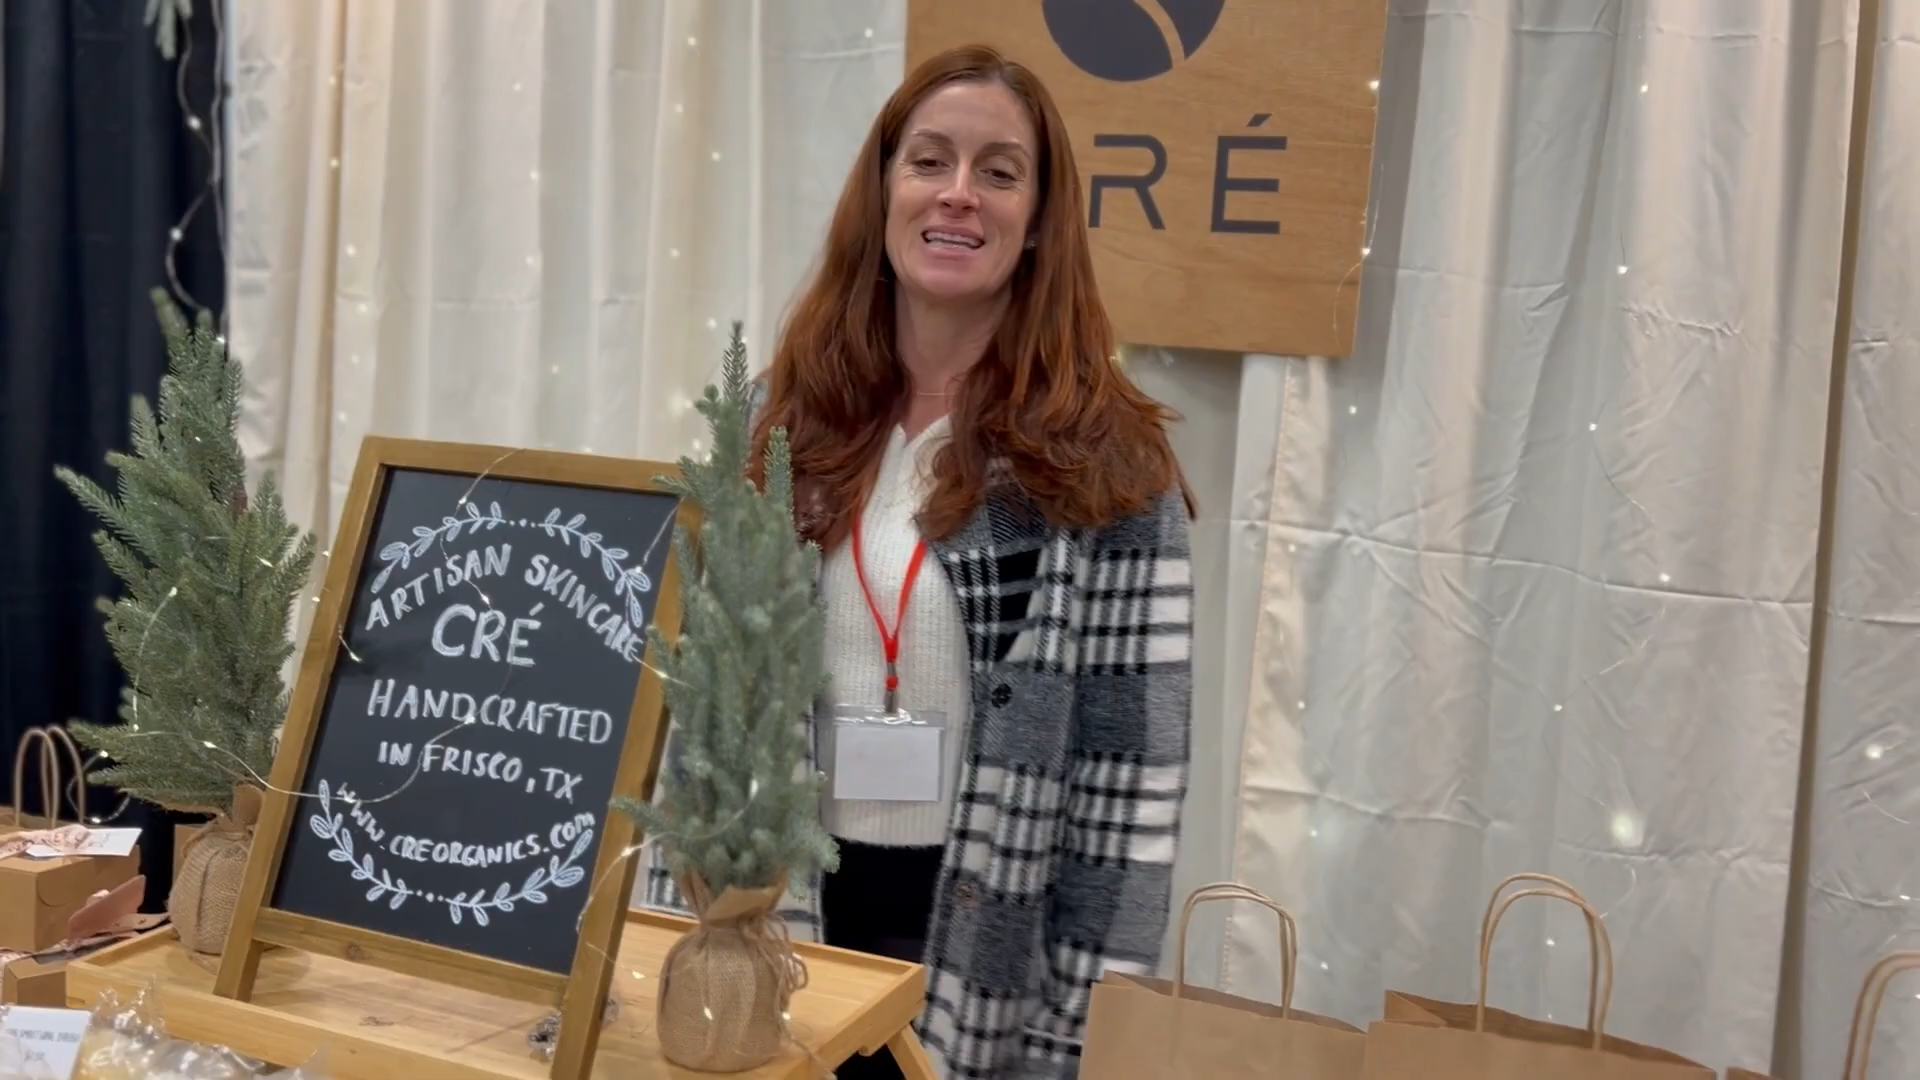 RÉ
ARTISAN SKINCARE
CRÉ
HANDCRAFTED
IN FRISCO, TX
www.CREORGANICS.COM